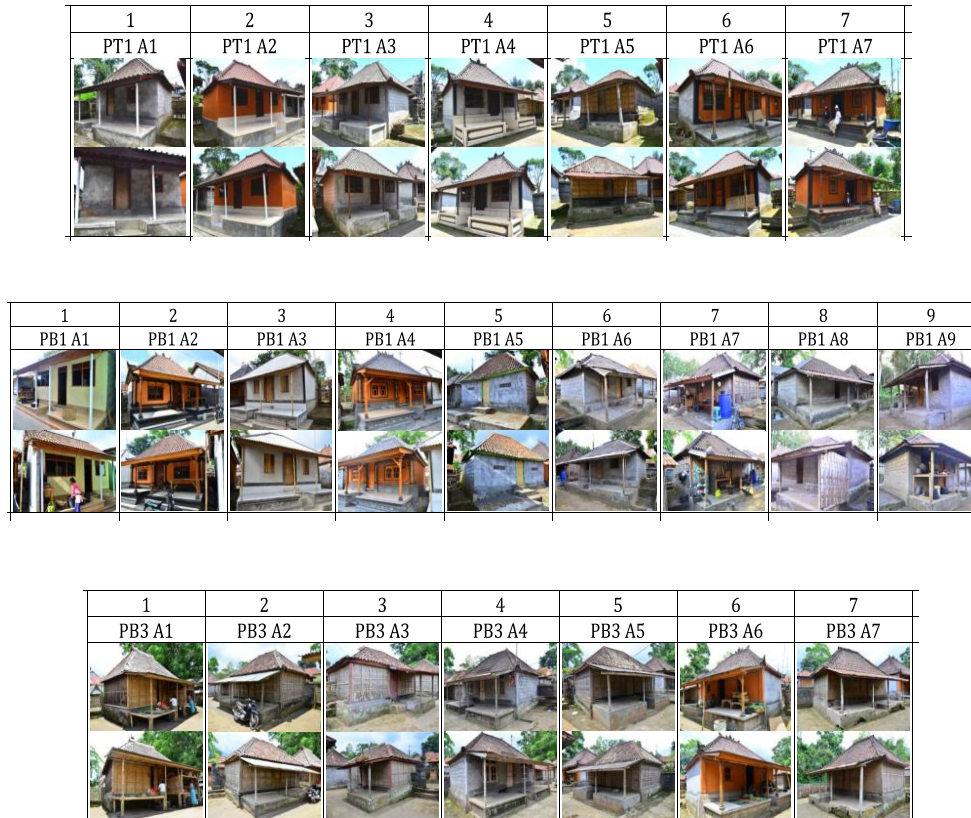 1 2 3 4 5 6 7
PT1 A1 PT1 A2 PT1 A3 PT1 A4 PT1 A5 PT1 A6 PT1 A7
1 2 3 4 5 6 7 8 9
PB1 A1 PB1 A2 PB1 A3 PB1 A4 PB1 A5 PB1 A6 PB1 A7 PB1 A8 PB1 A9
1 2 3 4 5 6 7
PB3 A1 PB3 A2 PB3 A3 PB3 A4 PB3 A5 PB3 A6 PB3 A7